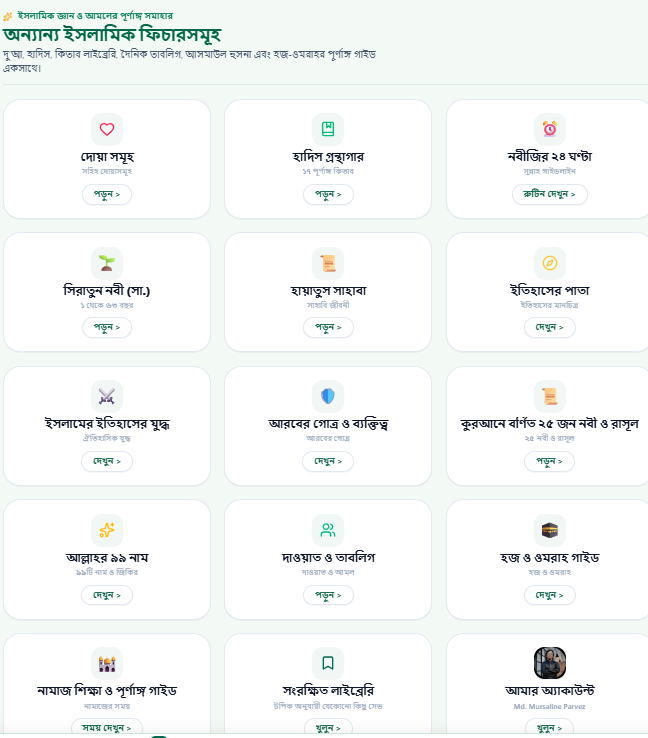 ইসলামিক জ্ঞান ও আমলের পূর্ণাঙ্গ সমাহার
অন্যান্য ইসলামিক ফিচারসমূহ
দু'আ, হাদিস, কিতাব লাইব্রেরি, দৈনিক তাবলিগ, আসমাউল হুসনা এবং হজ-ওমরাহর পূর্ণাঙ্গ গাইড
একসাথে।
দোয়া সমূহ
সহিহ দোয়াসমূহ
পড়ুন >
হাদিস গ্রন্থাগার
১৭ পূর্ণাঙ্গ কিতাব
পড়ুন >
নবীজির ২৪ ঘণ্টা
সুন্নাহ গাইডলাইন
রুটিন দেখুন >
সিরাতুন নবী (সা.)
১ থেকে ৬৩ বছর
পড়ুন >
হায়াতুস সাহাবা
সাহাবি জীবনী
পড়ুন >
ইতিহাসের পাতা
ইতিহাসের মানচিত্র
দেখুন >
ইসলামের ইতিহাসের যুদ্ধ
ঐতিহাসিক যুদ্ধ
দেখুন >
আরবের গোত্র ও ব্যক্তিত্ব
আরবের গোত্র
দেখুন >
কুরআনে বর্ণিত ২৫ জন নবী ও রাসূল
২৫ নবী ও রাসূল
পড়ুন >
আল্লাহর ৯৯ নাম
৯৯টি নাম ও জিকির
দেখুন >
দাওয়াত ও তাবলিগ
দাওয়াত ও আমল
পড়ুন >
হজ ও ওমরাহ গাইড
হজ ও ওমরাহ
দেখুন >
নামাজ শিক্ষা ও পূর্ণাঙ্গ গাইড
নামাজের সময়
সময় দেখুন >
সংরক্ষিত লাইব্রেরি
টপিক অনুযায়ী যেকোনো কিছু সেভ
খুলুন >
আমার অ্যাকাউন্ট
Md. Mursaline Parvez
খুলুন >